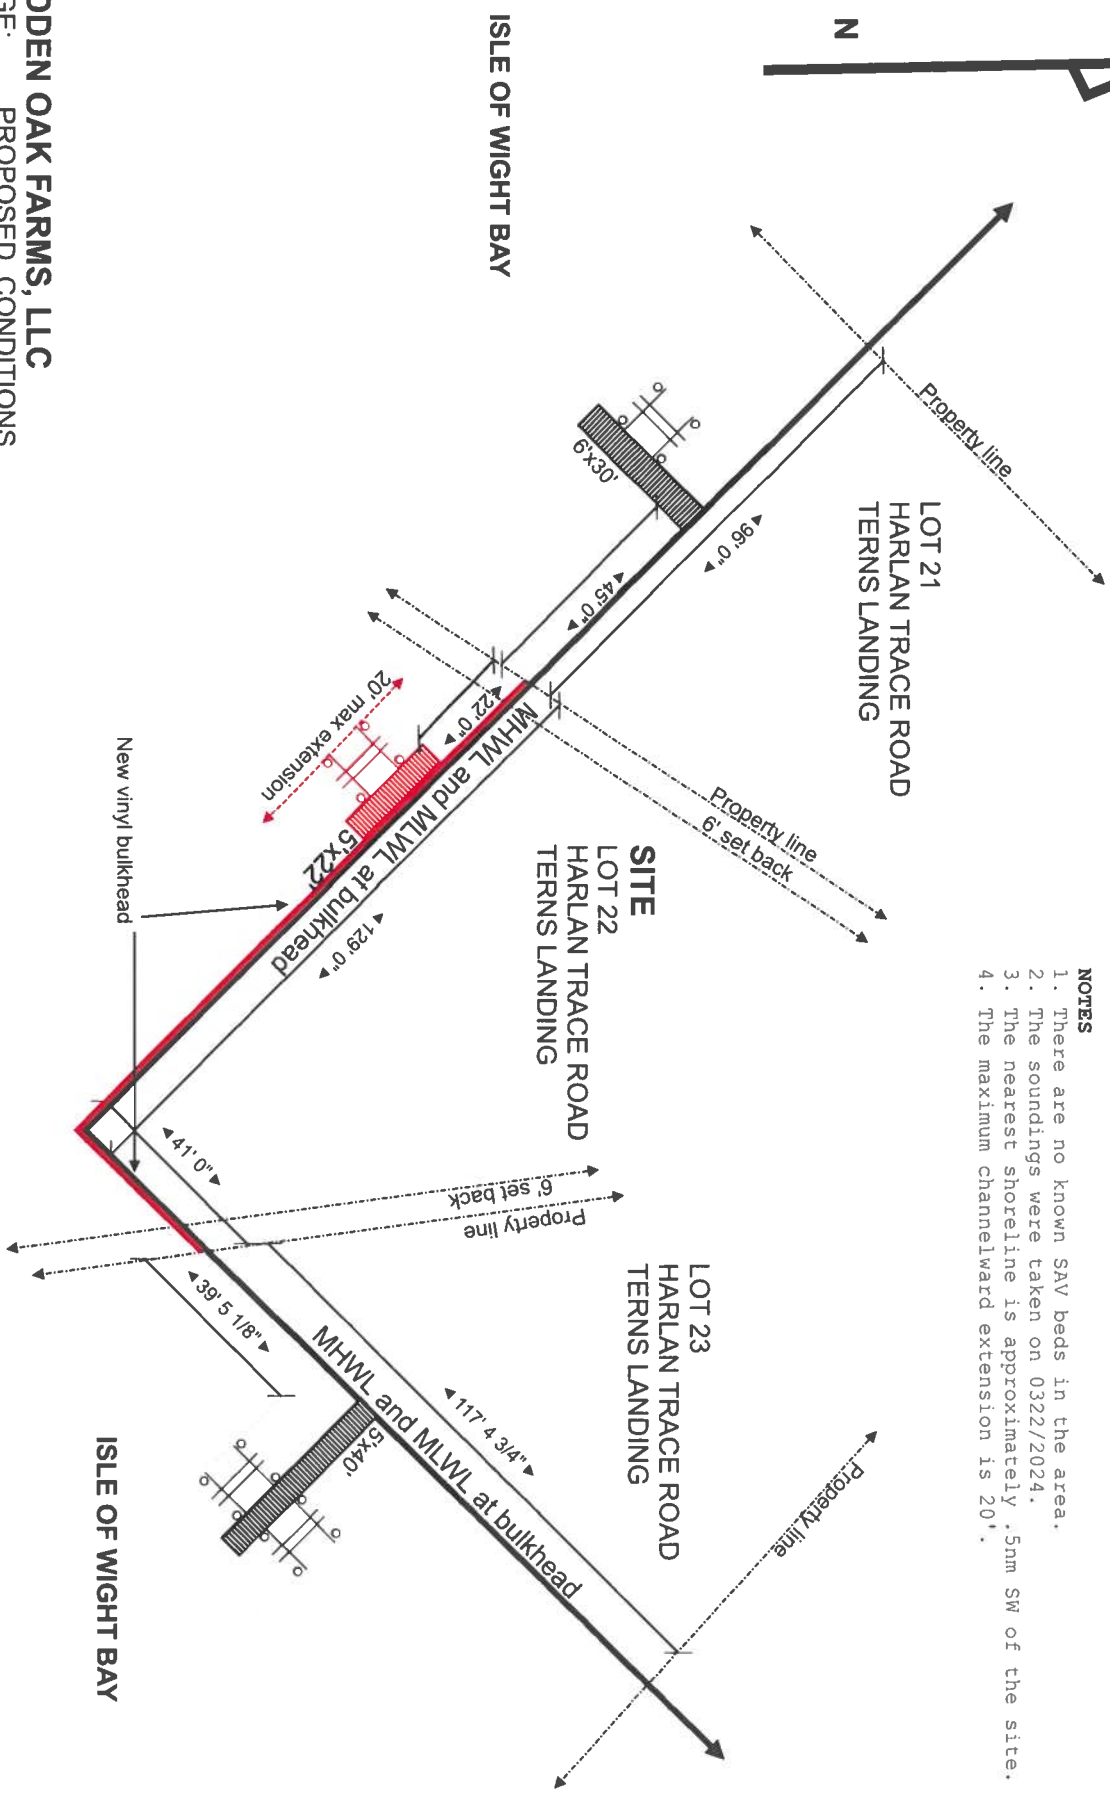 N
NOTES
1. There are no known SAV beds in the area.
2. The soundings were taken on 0322/2024.
3. The nearest shoreline is approximately .5nm SW of the site.
4. The maximum channelward extension is 20'.
ISLE OF WIGHT BAY
Property line
LOT 21
HARLAN TRACE ROAD
TERNS LANDING
6'x30'
96' 0"
45' 0"
22' 0"
20' max extension
5'x22'
MHWL and MLWL at bulkhead
129' 0"
Property line
6' set back
SITE
LOT 22
HARLAN TRACE ROAD
TERNS LANDING
New vinyl bulkhead
41' 0"
6' set back
Property line
39' 5 1/8"
LOT 23
HARLAN TRACE ROAD
TERNS LANDING
117' 4 3/4"
MHWL and MLWL at bulkhead
5'x40'
Property line
ISLE OF WIGHT BAY
ODEN OAK FARMS, LLC
GE: PROPOSED CONDITIONS